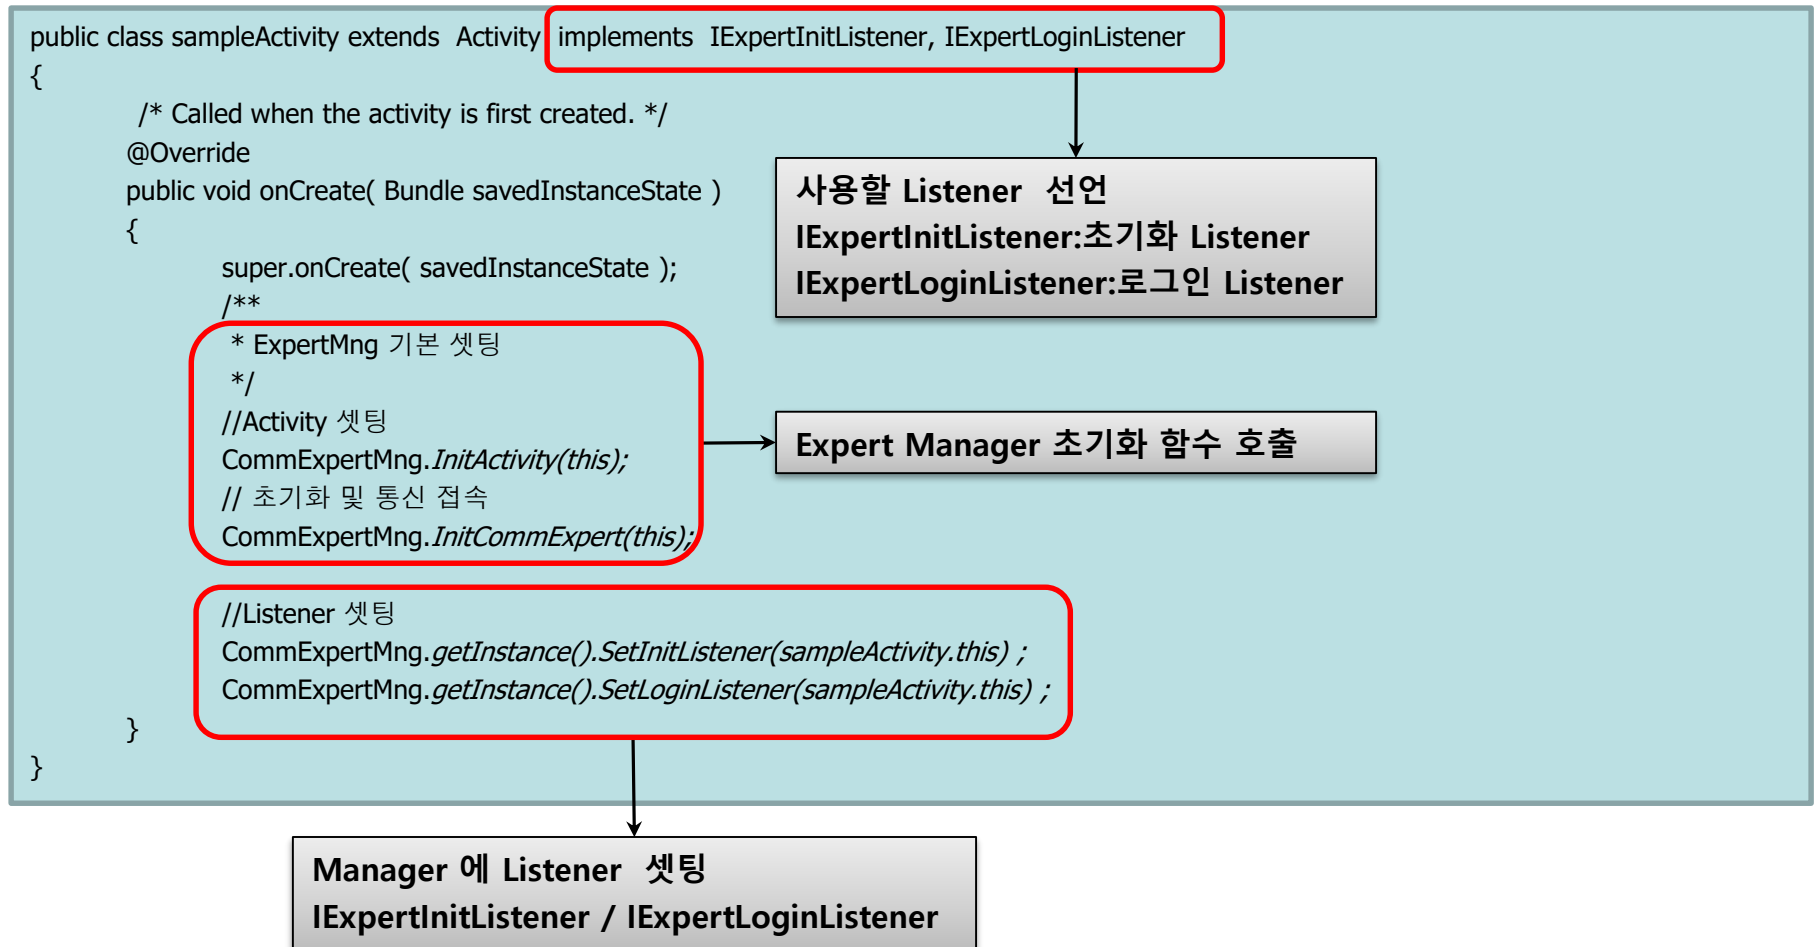 public class sampleActivity extends Activity implements IExpertInitListener, IExpertLoginListener
{
/* Called when the activity is first created. */
@Override
public void onCreate( Bundle savedInstanceState )
{
super.onCreate( savedInstanceState );
/**
* ExpertMng 기본 셋팅
*/
//Activity 셋팅
CommExpertMng.InitActivity(this);
// 초기화 및 통신 접속
CommExpertMng.InitCommExpert(this);
//Listener 셋팅
CommExpertMng.getInstance().SetInitListener(sampleActivity.this) ;
CommExpertMng.getInstance().SetLoginListener(sampleActivity.this) ;
}
}
사용할 Listener 선언
IExpertInitListener:초기화 Listener
IExpertLoginListener:로그인 Listener
Expert Manager 초기화 함수 호출
Manager 에 Listener 셋팅
IExpertInitListener / IExpertLoginListener